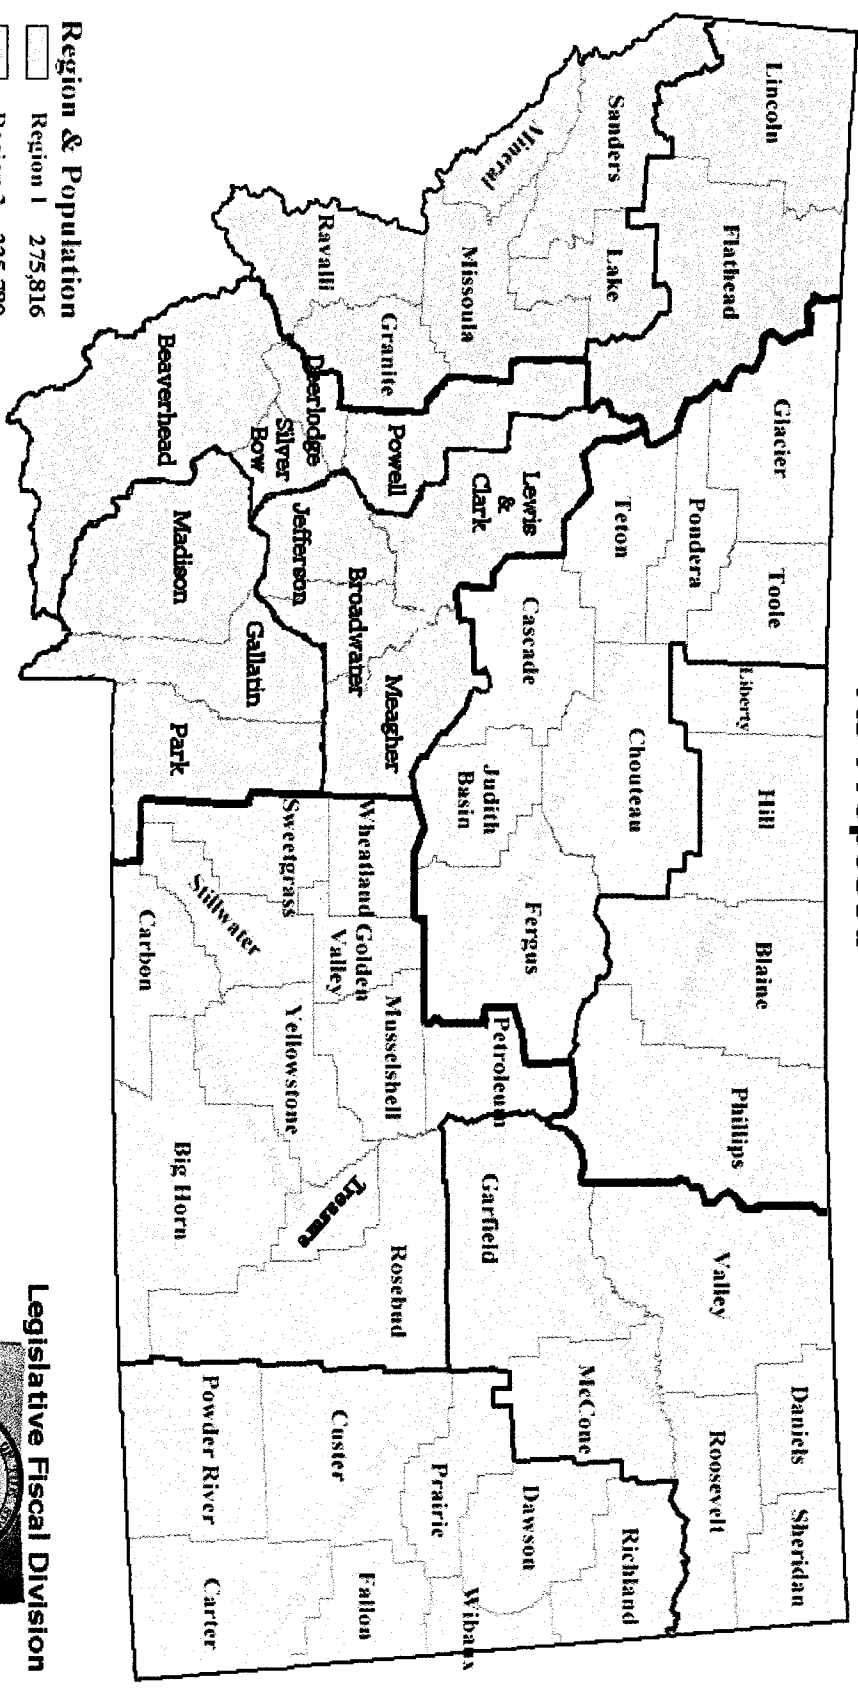 Lincoln
Flathead
Glacier
Toole
Liberty
Hill
Blaine
Phillips
Valley
Daniels
Sheridan
Roosevelt
Sanders
Lake
Mineral
Missoula
Pondera
Teton
Chouteau
Cascade
Judith
Basin
Fergus
Petroleum
Garfield
McCone
Richland
Dawson
Wibaux
Prairie
Ravalli
Granite
Powell
Lewis
&
Clark
Deerlodge
Silver
Bow
Jefferson
Broadwater
Meagher
Wheatland
Golden
Valley
Musselshell
Treasure
Rosebud
Custer
Fallon
Beaverhead
Madison
Gallatin
Park
Sweetgrass
Stillwater
Carbon
Yellowstone
Big Horn
Powder River
Carter
Region & Population
Region 1 275,816
Legislative Fiscal Division